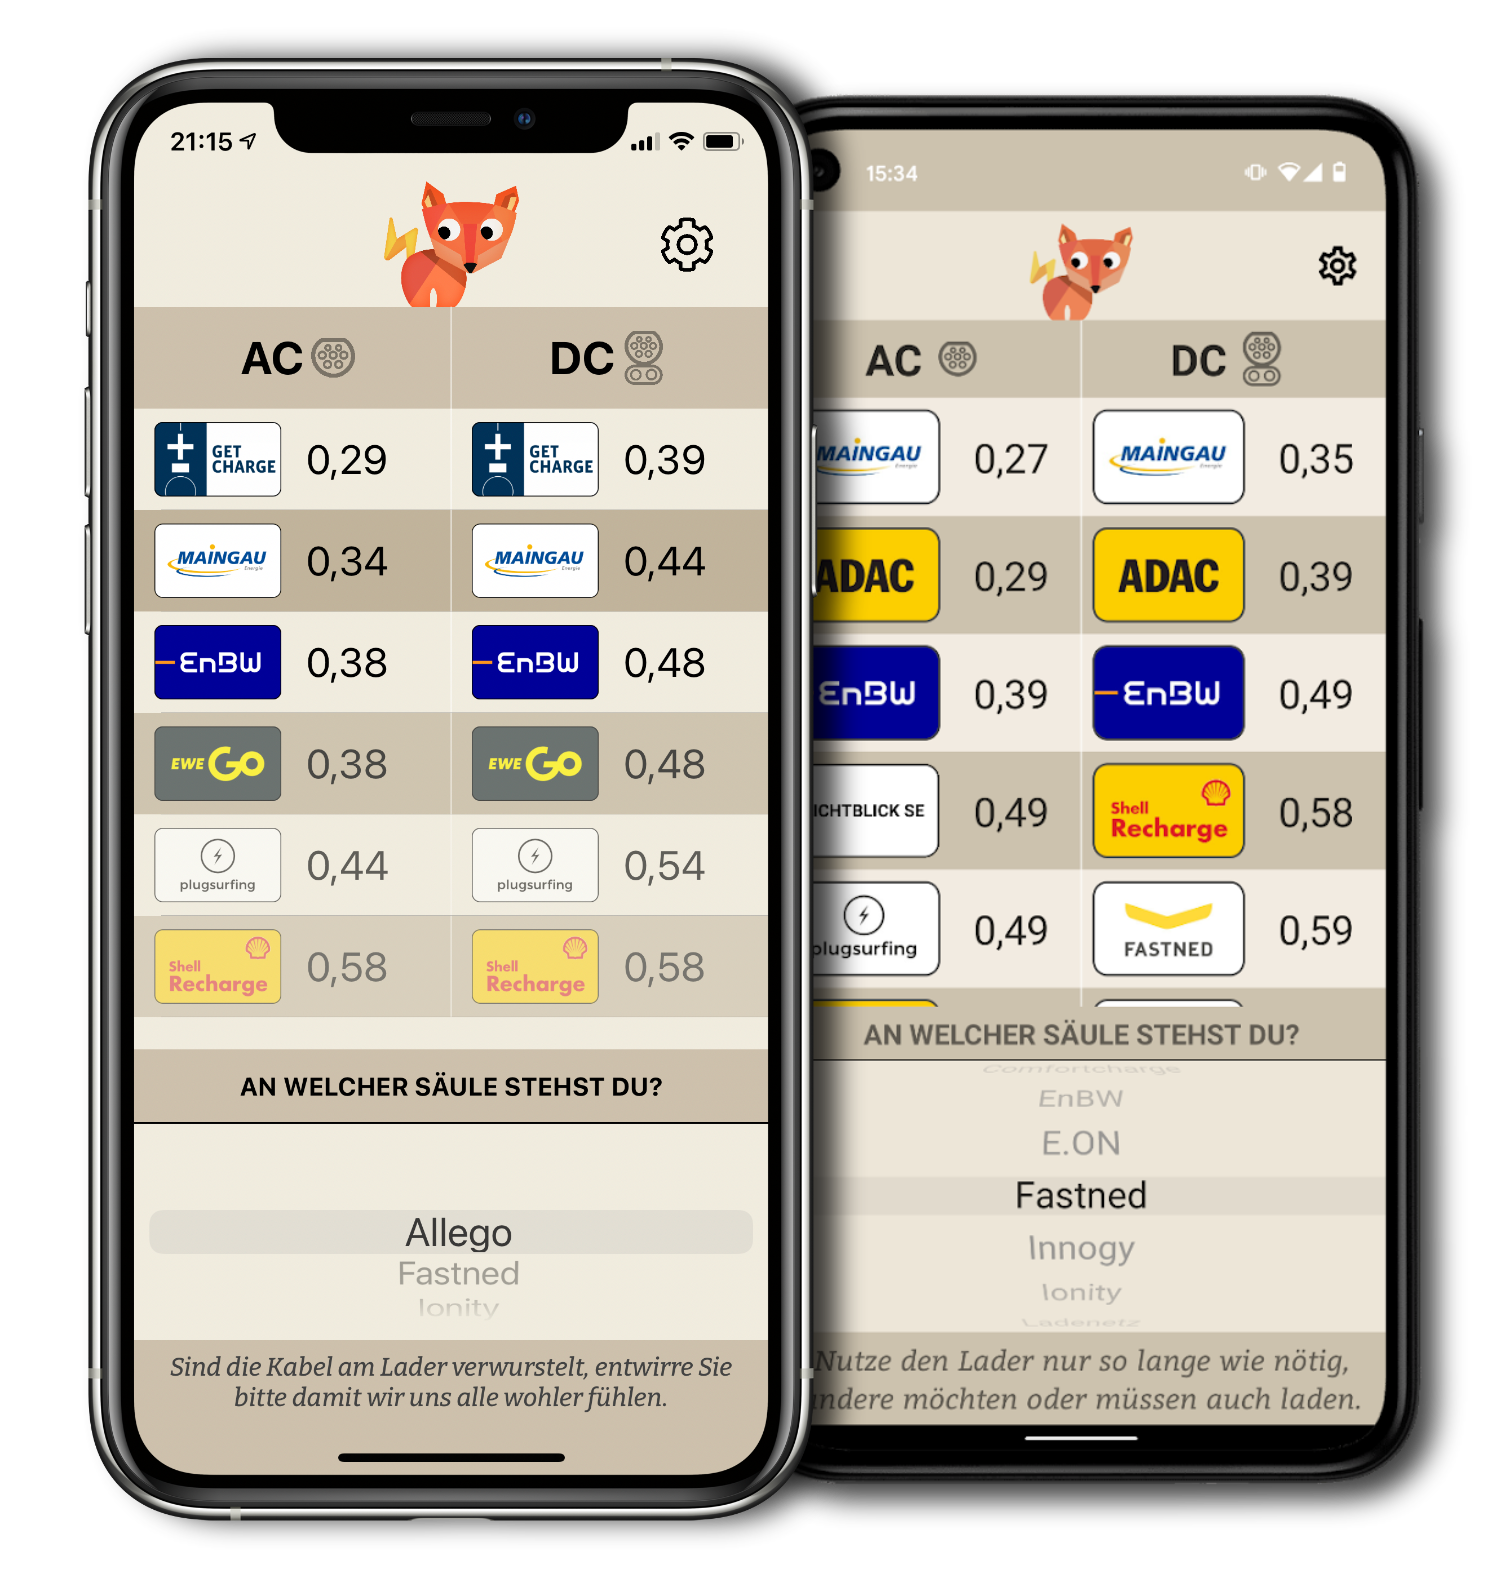 21:15
AC DC
GET CHARGE 0,29 GET CHARGE 0,39
MAINGAU Energie 0,34 MAINGAU Energie 0,44
EnBW 0,38 EnBW 0,48
EWE Go 0,38 EWE Go 0,48
plugsurfing 0,44 plugsurfing 0,54
Shell Recharge 0,58 Shell Recharge 0,58
AN WELCHER SÄULE STEHST DU?
Allego
Fastned
Ionity
Sind die Kabel am Lader verwurstelt, entwirre Sie
bitte damit wir uns alle wohler fühlen.
15:34
AC DC
MAINGAU Energie 0,27 MAINGAU Energie 0,35
ADAC 0,29 ADAC 0,39
EnBW 0,39 EnBW 0,49
ICHTBLICK SE 0,49 Shell Recharge 0,58
plugsurfing 0,49 FASTNED 0,59
AN WELCHER SÄULE STEHST DU?
Comfortcharge
EnBW
E.ON
Fastned
Innogy
Ionity
Ladenetz
Nutze den Lader nur so lange wie nötig,
ndere möchten oder müssen auch laden.